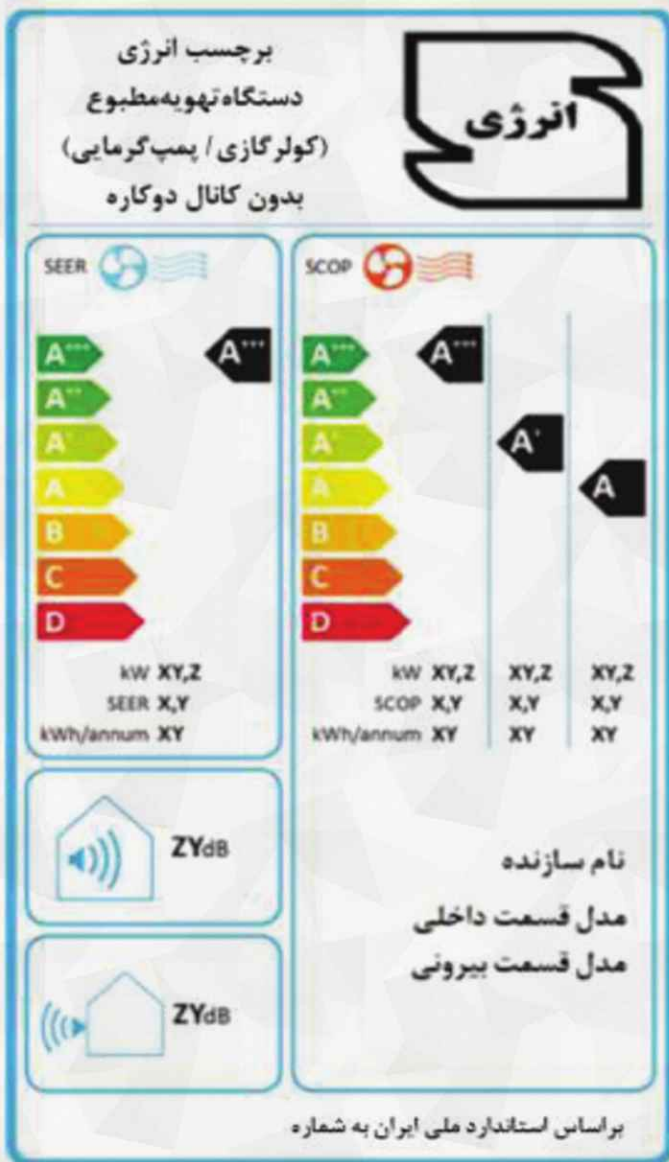 برچسب انرژی
دستگاه تهویه مطبوع
(کولر گازی / پمپ گرمایی)
بدون کانال دوکاره
انرژی
SEER
A+++ A+++
A++
A+
A
B
C
D
kW XY,Z
SEER X,Y
kWh/annum XY
SCOP
A+++ A+++
A++
A+ A+
A A
B
C
D
kW XY,Z XY,Z XY,Z
SCOP X,Y X,Y X,Y
kWh/annum XY XY XY
ZYdB
ZYdB
نام سازنده
مدل قسمت داخلی
مدل قسمت بیرونی
براساس استاندارد ملی ایران به شماره